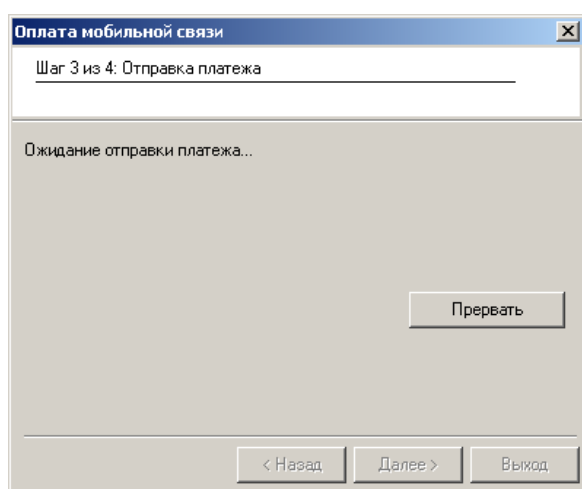 Оплата мобильной связи
Шаг 3 из 4: Отправка платежа
Ожидание отправки платежа...
Прервать
< Назад Далее > Выход